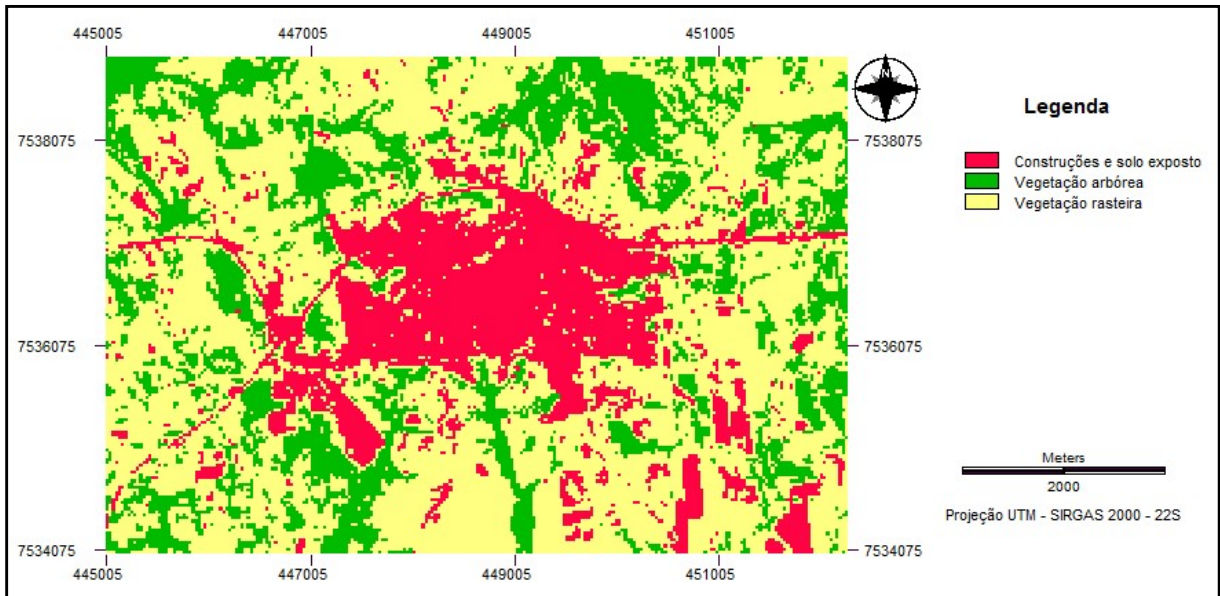 445005 447005 449005 451005
N
Legenda
7538075 7538075
Construções e solo exposto
Vegetação arbórea
Vegetação rasteira
7536075 7536075
Meters
2000
Projeção UTM - SIRGAS 2000 - 22S
7534075 7534075
445005 447005 449005 451005